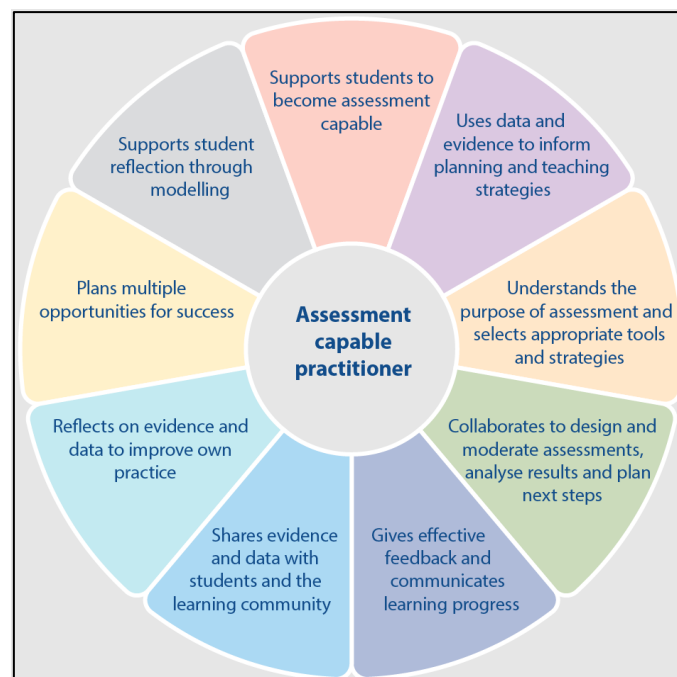 Supports students to
become assessment
capable
Uses data and
evidence to inform
planning and teaching
strategies
Understands the
purpose of assessment and
selects appropriate tools
and strategies
Collaborates to design and
moderate assessments,
analyse results and plan
next steps
Gives effective
feedback and
communicates
learning progress
Shares evidence
and data with
students and the
learning community
Reflects on evidence and
data to improve own
practice
Plans multiple
opportunities for success
Supports student
reflection through
modelling
Assessment
capable
practitioner